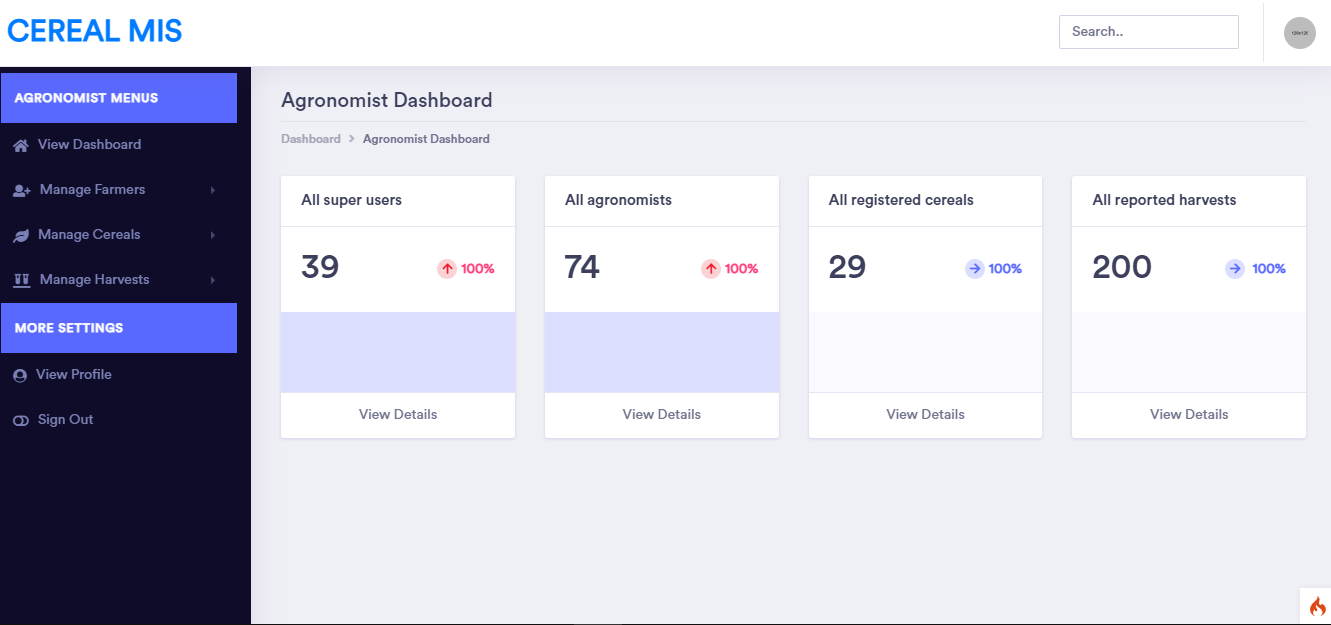 CEREAL MIS
Search..
AGRONOMIST MENUS
View Dashboard
Manage Farmers
Manage Cereals
Manage Harvests
MORE SETTINGS
View Profile
Sign Out
Agronomist Dashboard
Dashboard > Agronomist Dashboard
All super users
39 100%
View Details
All agronomists
74 100%
View Details
All registered cereals
29 100%
View Details
All reported harvests
200 100%
View Details